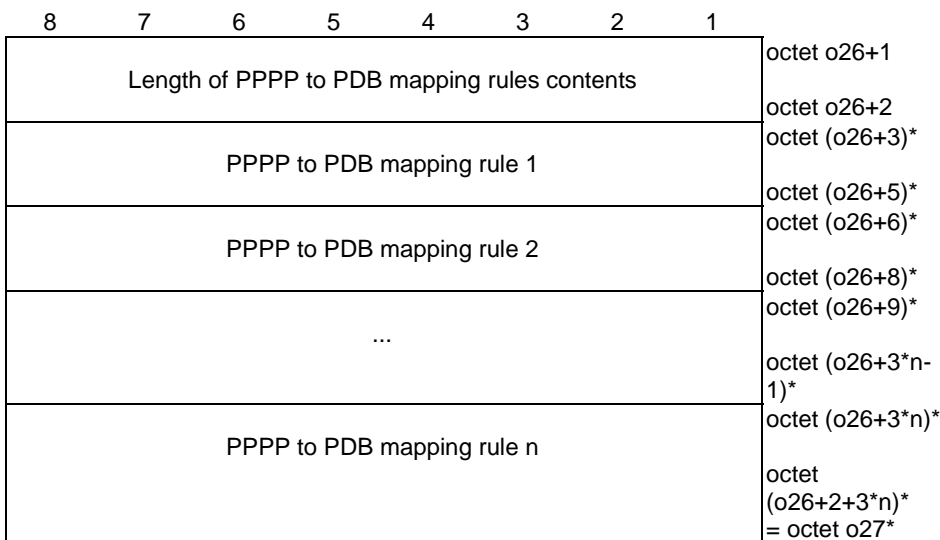 8 7 6 5 4 3 2 1
Length of PPPP to PDB mapping rules contents
octet o26+1
octet o26+2
PPPP to PDB mapping rule 1
octet (o26+3)*
octet (o26+5)*
PPPP to PDB mapping rule 2
octet (o26+6)*
octet (o26+8)*
...
octet (o26+9)*
octet (o26+3*n-
1)*
PPPP to PDB mapping rule n
octet (o26+3*n)*
octet
(o26+2+3*n)*
= octet o27*